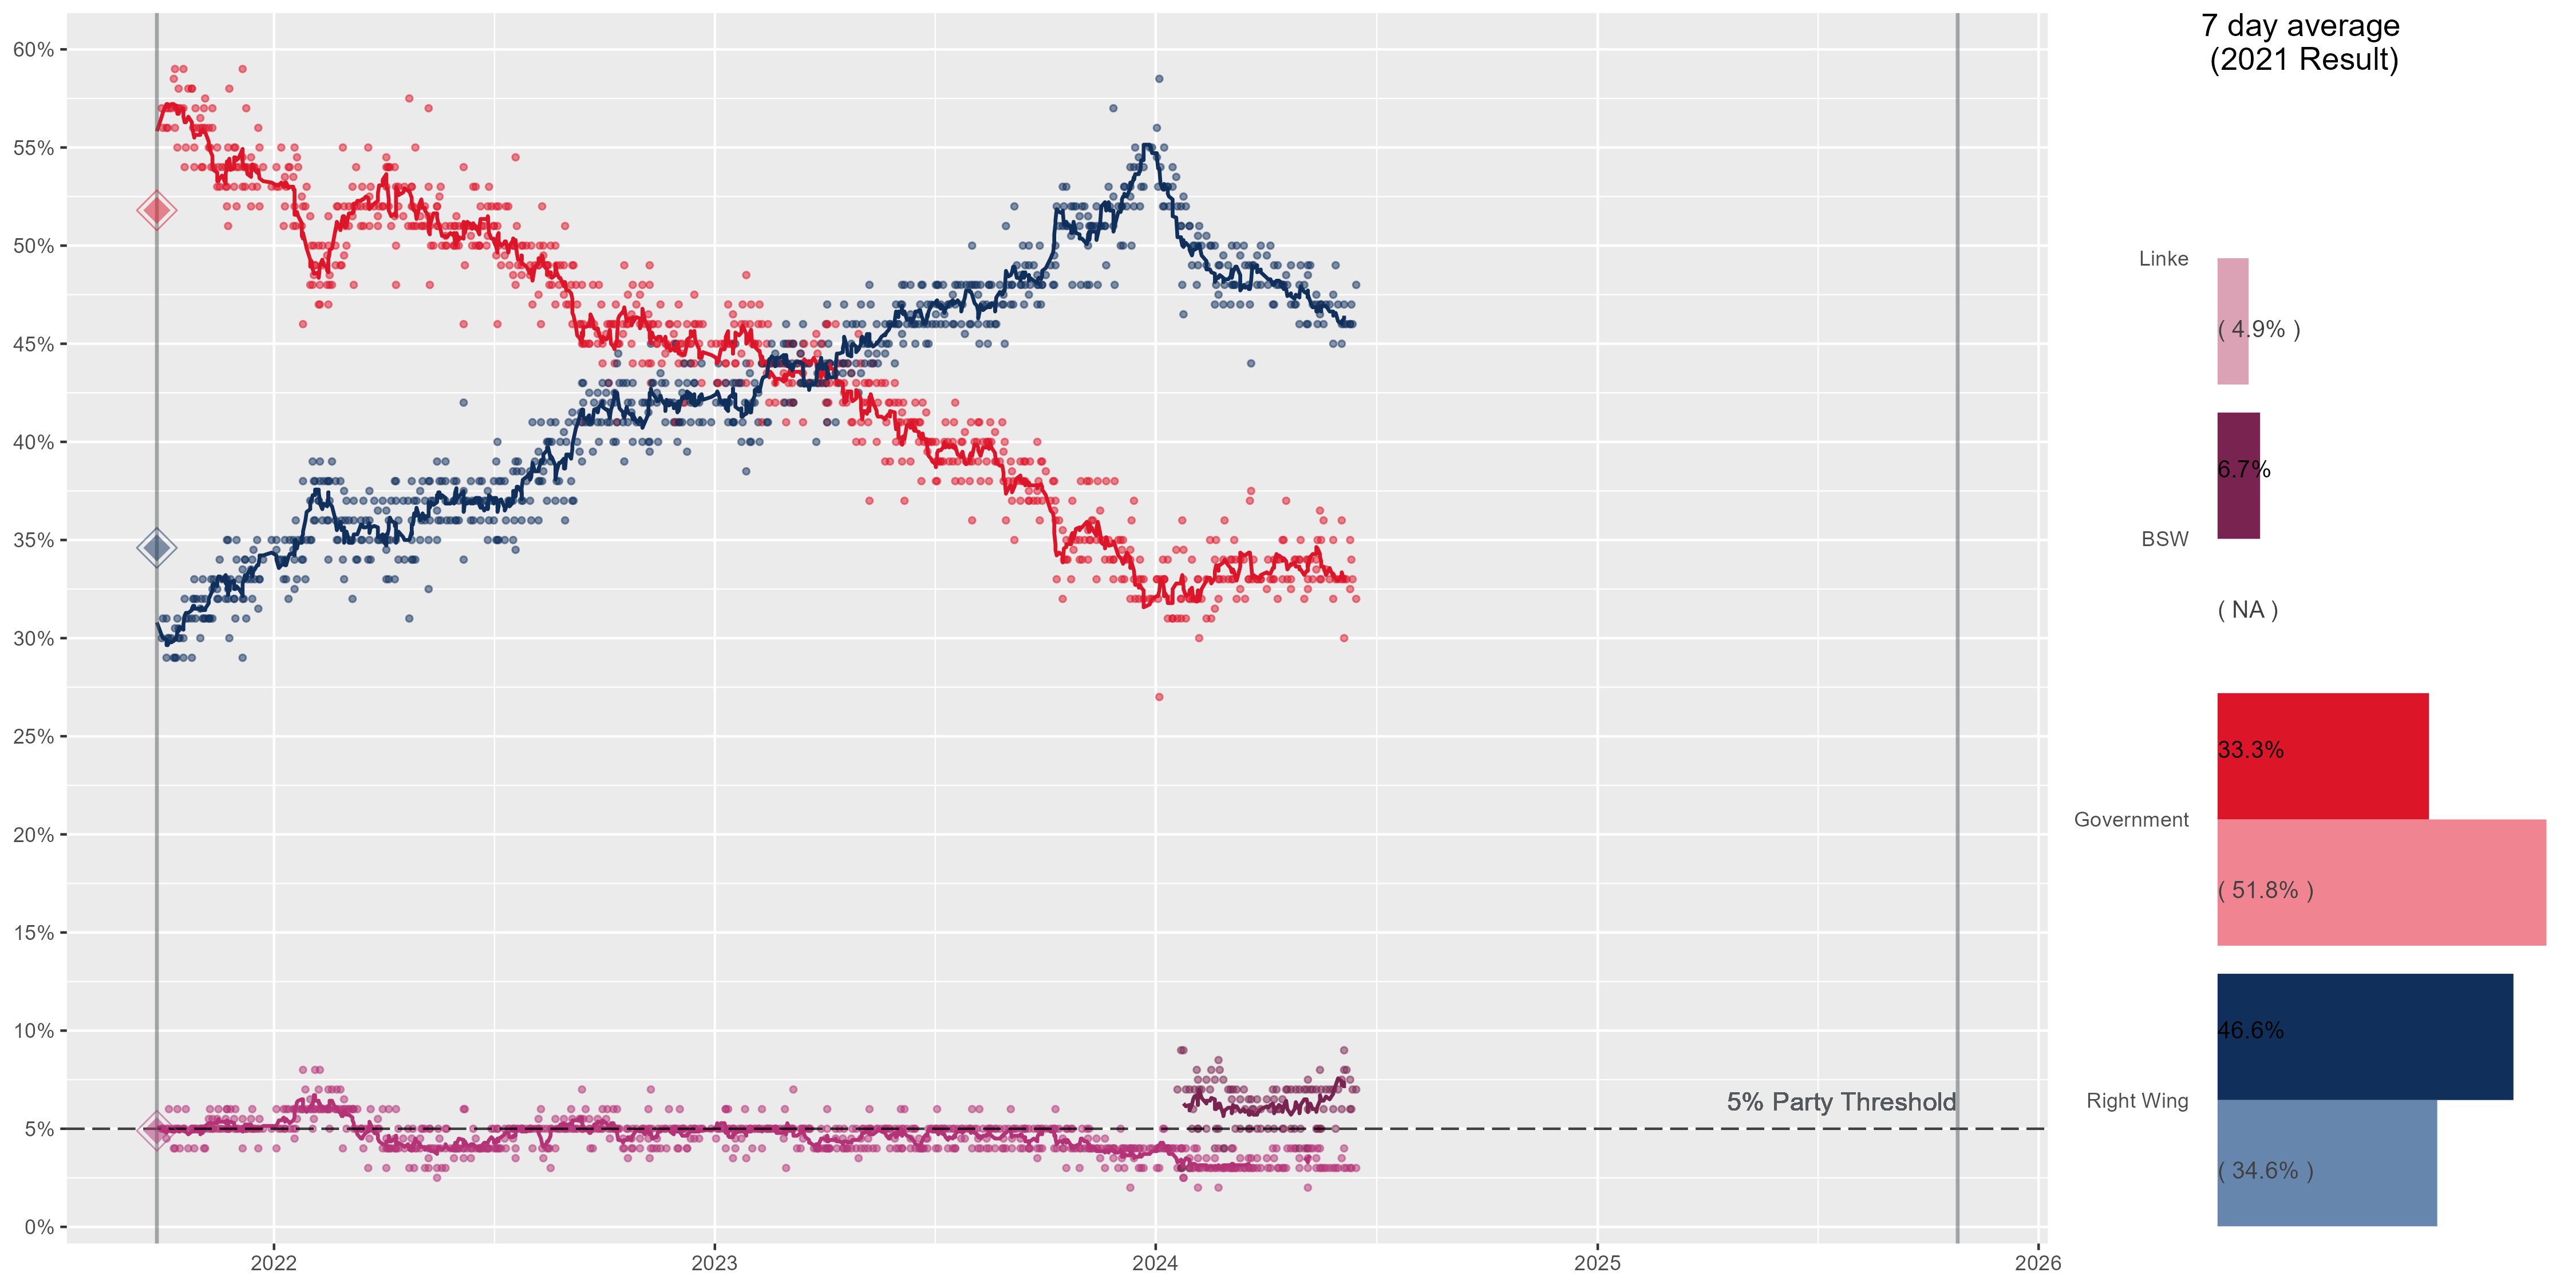 60%
55%
50%
45%
40%
35%
30%
25%
20%
15%
10%
5%
0%
2022
2023
2024
2025
2026
5% Party Threshold
7 day average
(2021 Result)
Linke
( 4.9% )
6.7%
BSW
( NA )
33.3%
Government
( 51.8% )
46.6%
Right Wing
( 34.6% )